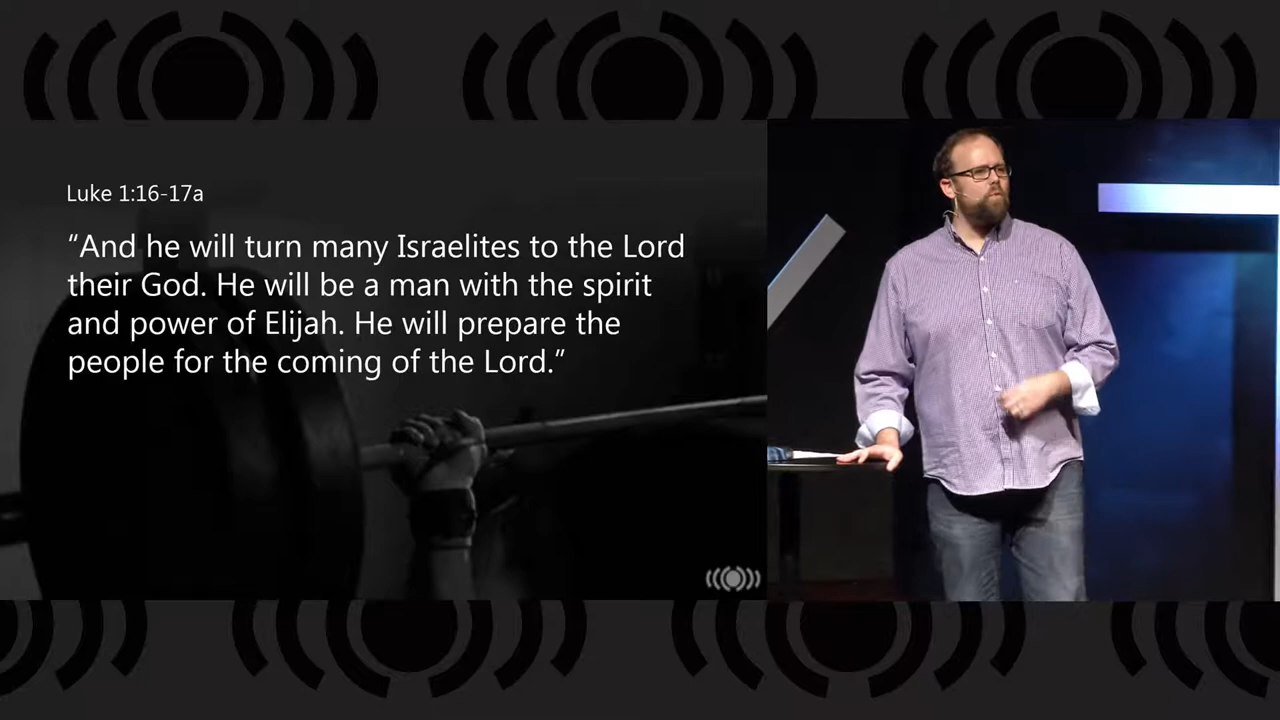 Luke 1:16-17a
“And he will turn many Israelites to the Lord
their God. He will be a man with the spirit
and power of Elijah. He will prepare the
people for the coming of the Lord.”